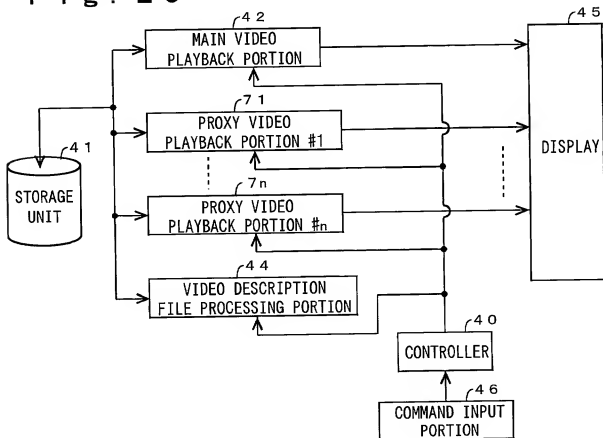 42
45
MAIN VIDEO
PLAYBACK PORTION
71
PROXY VIDEO
PLAYBACK PORTION #1
41
STORAGE
UNIT
DISPLAY
7n
PROXY VIDEO
PLAYBACK PORTION #n
44
VIDEO DESCRIPTION
FILE PROCESSING PORTION
40
CONTROLLER
46
COMMAND INPUT
PORTION